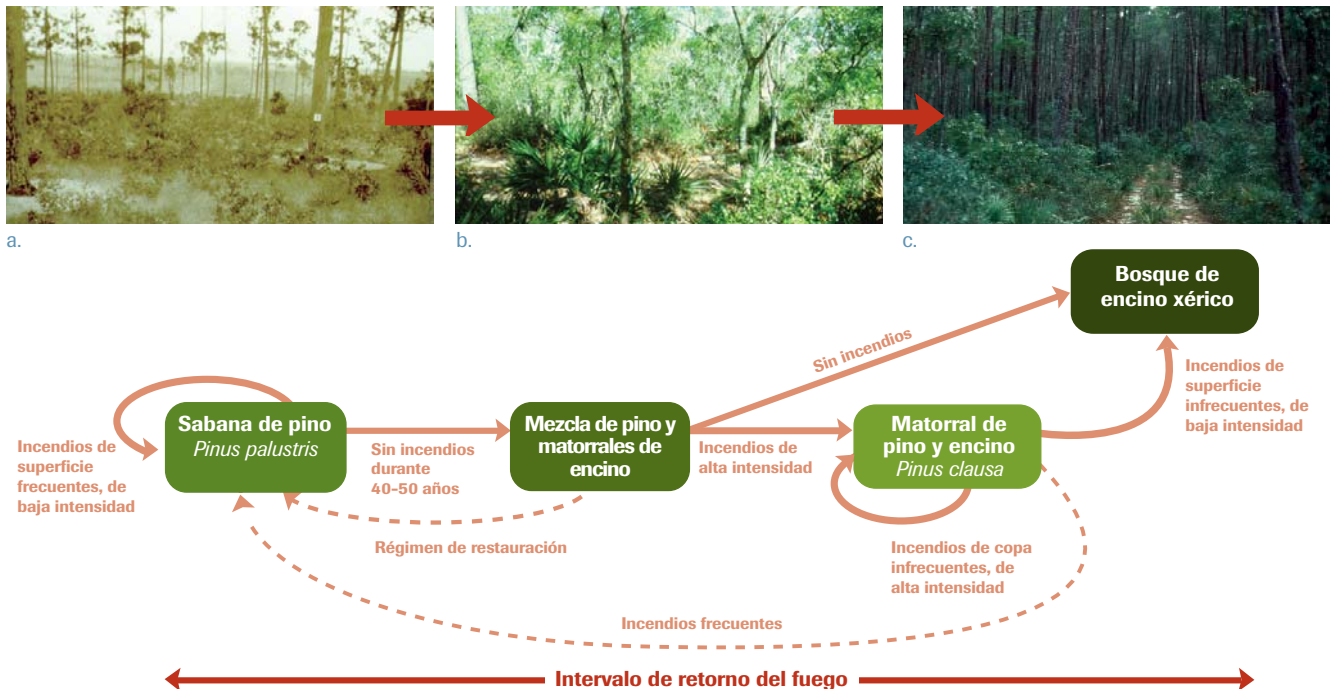 a.
b.
c.
Bosque de
encino xérico
Sin incendios
Incendios de
superficie
infrecuentes, de
baja intensidad
Sabana de pino
Pinus palustris
Mezcla de pino y
matorrales de
encino
Matorral de
pino y encino
Pinus clausa
Incendios de
superficie
frecuentes, de
baja intensidad
Sin incendios
durante
40-50 años
Incendios de
alta intensidad
Régimen de restauración
Incendios de copa
infrecuentes, de
alta intensidad
Incendios frecuentes
Intervalo de retorno del fuego